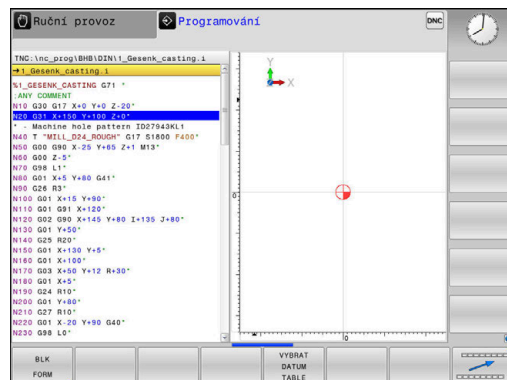 Ruční provoz
Programování
DNC
TNC:\nc_prog\BHB\DIN\1_Gesenk_casting.i
→1_Gesenk_casting.i
%1_GESENK_CASTING G71 *
;ANY COMMENT
N10 G30 G17 X+0 Y+0 Z-20*
N20 G31 X+150 Y+100 Z+0*
* - Machine hole pattern ID27943KL1
N40 T "MILL_D24_ROUGH" G17 S1800 F400*
N50 G00 G90 X-25 Y+65 Z+1 M13*
N60 G00 Z-5*
N70 G98 L1*
N80 G01 X+5 Y+80 G41*
N90 G26 R3*
N100 G01 X+15 Y+90*
N110 G01 G91 X+120*
N120 G02 G90 X+145 Y+80 I+135 J+80*
N130 G01 Y+50*
N140 G25 R20*
N150 G01 X+130 Y+5*
N160 G01 X+100*
N170 G03 X+50 Y+12 R+30*
N180 G01 X+5*
N190 G24 R10*
N200 G01 Y+80*
N210 G27 R10*
N220 G01 X-20 Y+90 G40*
N230 G98 L0*
Y
X
0
0
BLK
FORM
VYBRAT
DATUM
TABLE